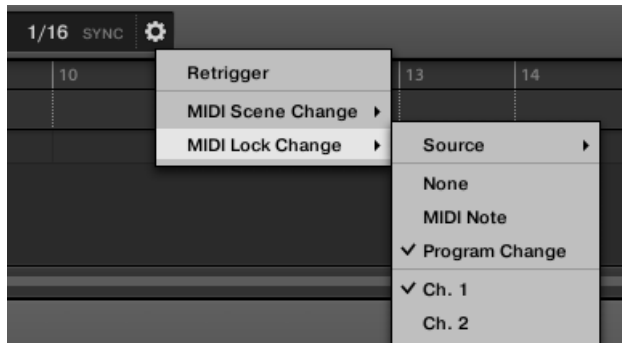 1/16 SYNC
10 13 14
Retrigger
MIDI Scene Change
MIDI Lock Change
Source
None
MIDI Note
Program Change
Ch. 1
Ch. 2